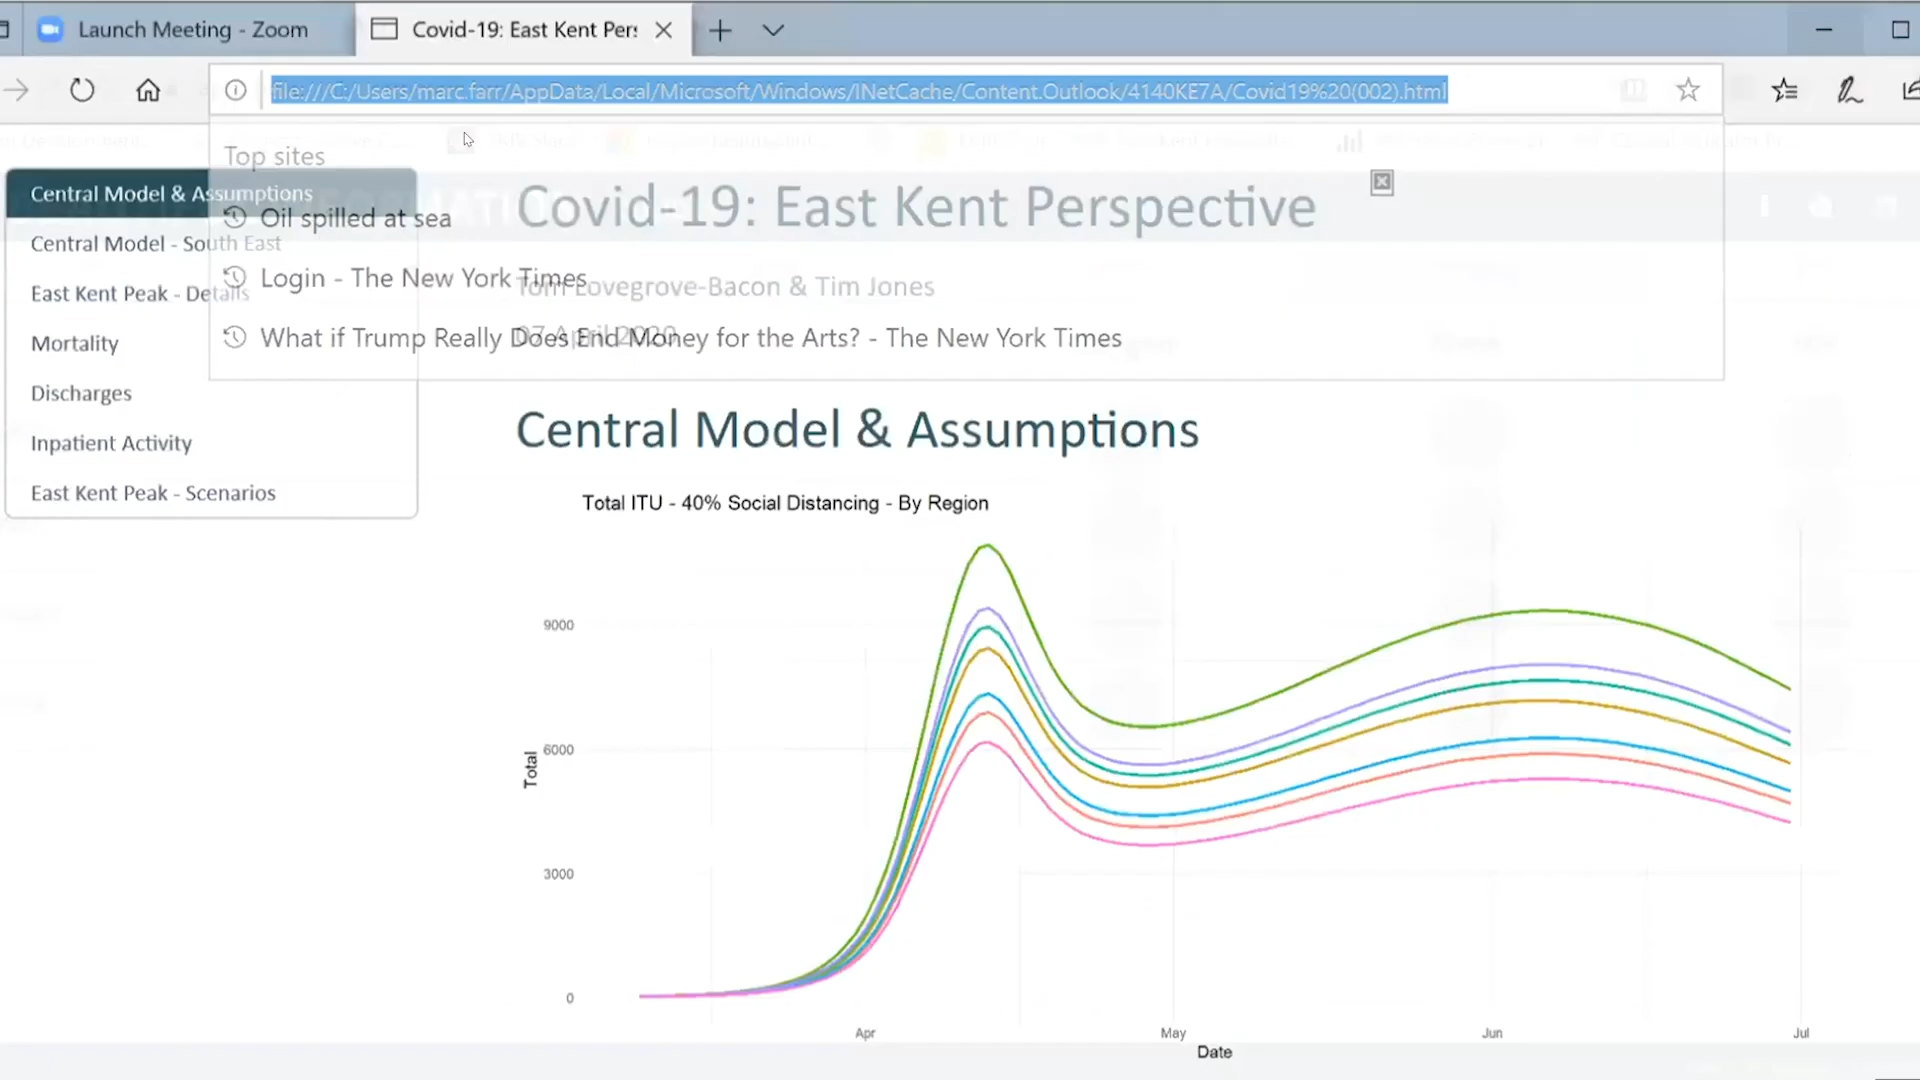 Launch Meeting - Zoom
Covid-19: East Kent Per
file:///C:/Users/marc.farr/AppData/Local/Microsoft/Windows/INetCache/Content.Outlook/4140KE7A/Covid19%20(002).html
Top sites
Oil spilled at sea
Login - The New York Times
What if Trump Really Does End Money for the Arts? - The New York Times
Central Model & Assumptions
Central Model - South East
East Kent Peak - Details
Mortality
Discharges
Inpatient Activity
East Kent Peak - Scenarios
Covid-19: East Kent Perspective
Tom Lovegrove-Bacon & Tim Jones
07 April 2020
Central Model & Assumptions
Total ITU - 40% Social Distancing - By Region
Total
9000
6000
3000
0
Apr May Jun Jul
Date